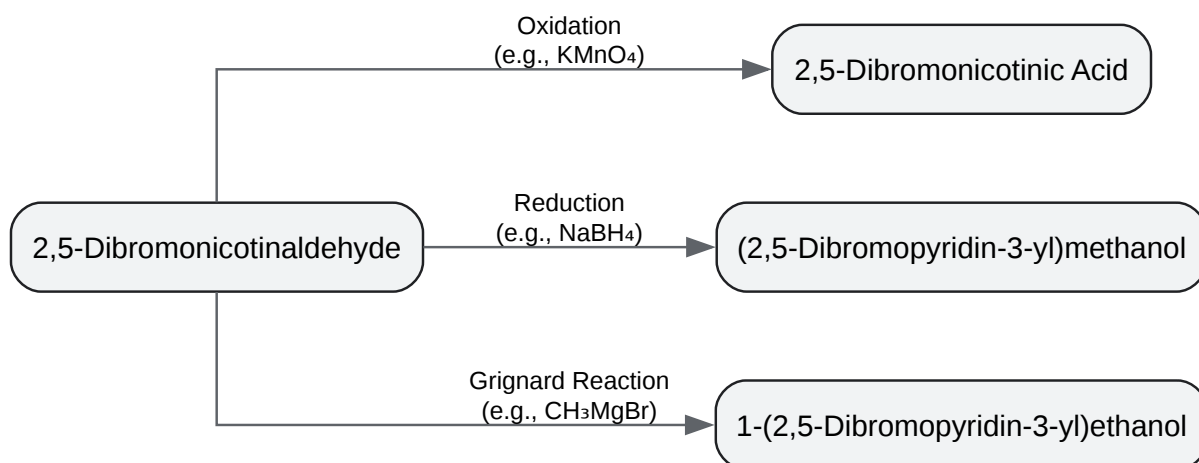 Oxidation
(e.g., KMnO₄)
2,5-Dibromonicotinic Acid
2,5-Dibromonicotinaldehyde
Reduction
(e.g., NaBH₄)
(2,5-Dibromopyridin-3-yl)methanol
Grignard Reaction
(e.g., CH₃MgBr)
1-(2,5-Dibromopyridin-3-yl)ethanol